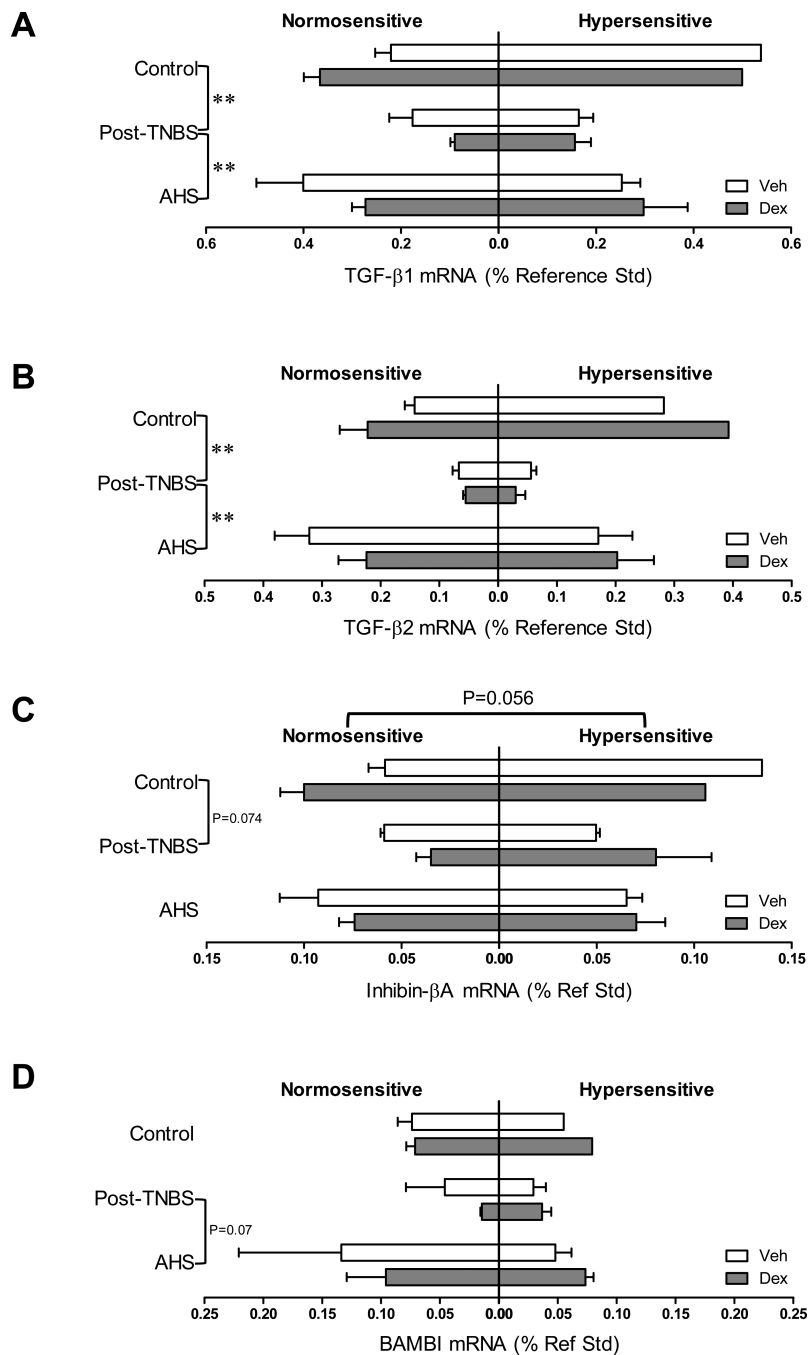 A
Normosensitive Hypersensitive
Control
**
Post-TNBS
**
AHS
Veh
Dex
0.6 0.4 0.2 0.0 0.2 0.4 0.6
TGF-β1 mRNA (% Reference Std)
B
Normosensitive Hypersensitive
Control
**
Post-TNBS
**
AHS
Veh
Dex
0.5 0.4 0.3 0.2 0.1 0.0 0.1 0.2 0.3 0.4 0.5
TGF-β2 mRNA (% Reference Std)
C
P=0.056
Normosensitive Hypersensitive
Control
P=0.074
Post-TNBS
AHS
Veh
Dex
0.15 0.10 0.05 0.00 0.05 0.10 0.15
Inhibin-βA mRNA (% Ref Std)
D
Normosensitive Hypersensitive
Control
Post-TNBS
P=0.07
AHS
Veh
Dex
0.25 0.20 0.15 0.10 0.05 0.00 0.05 0.10 0.15 0.20 0.25
BAMBI mRNA (% Ref Std)